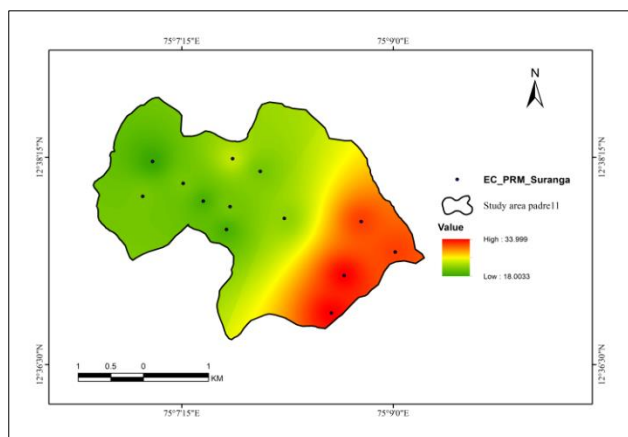 75°7'15"E
75°9'0"E
N
12°38'15"N
12°38'15"N
EC_PRM_Suranga
Study area padre11
Value
High : 33.999
Low : 18.0033
12°36'30"N
12°36'30"N
1 0.5 0 1
KM
75°7'15"E
75°9'0"E